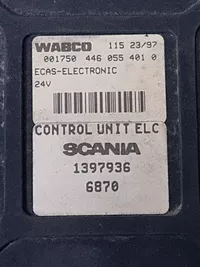 WABCO 115 23/97
001750 446 055 401 0
ECAS-ELECTRONIC
24V
CONTROL UNIT ELC
SCANIA
1397936
6870